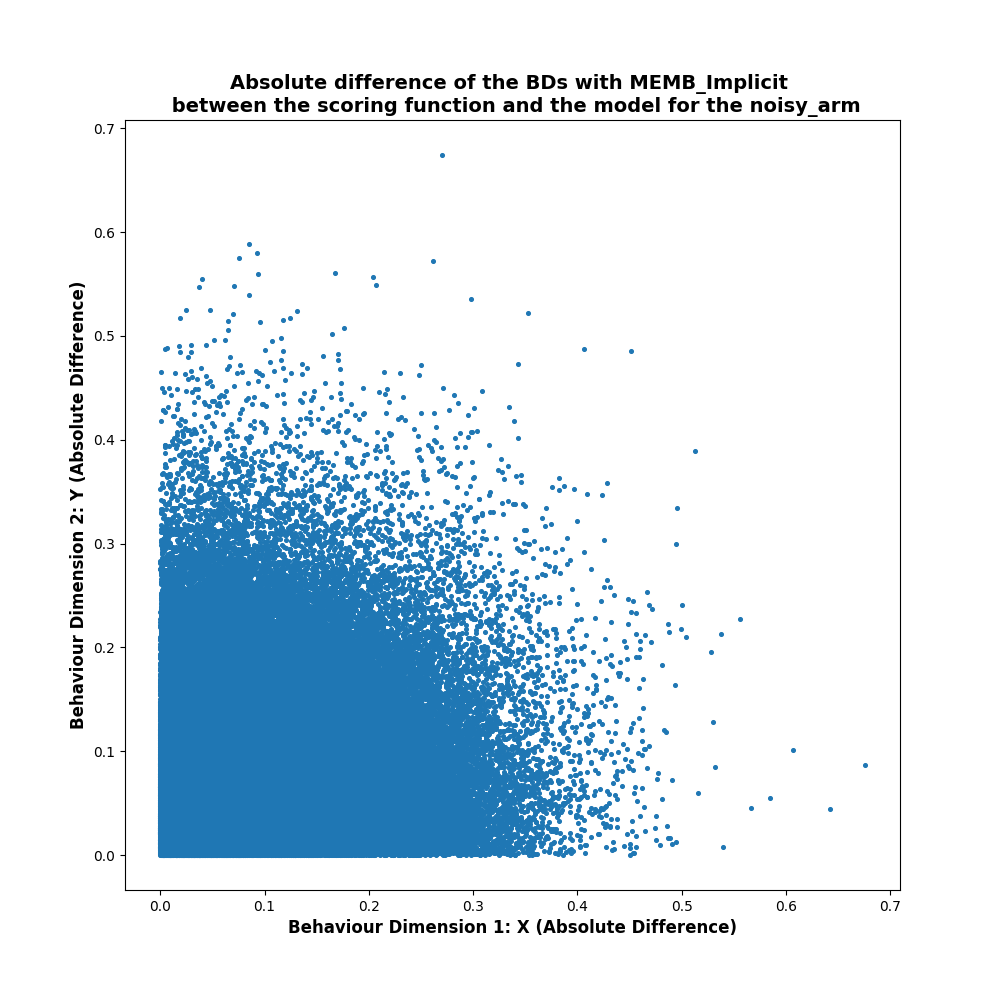 Absolute difference of the BDs with MEMB_Implicit
between the scoring function and the model for the noisy_arm
0.7
0.6
0.5
0.4
0.3
0.2
0.1
0.0
Behaviour Dimension 2: Y (Absolute Difference)
0.0 0.1 0.2 0.3 0.4 0.5 0.6 0.7
Behaviour Dimension 1: X (Absolute Difference)